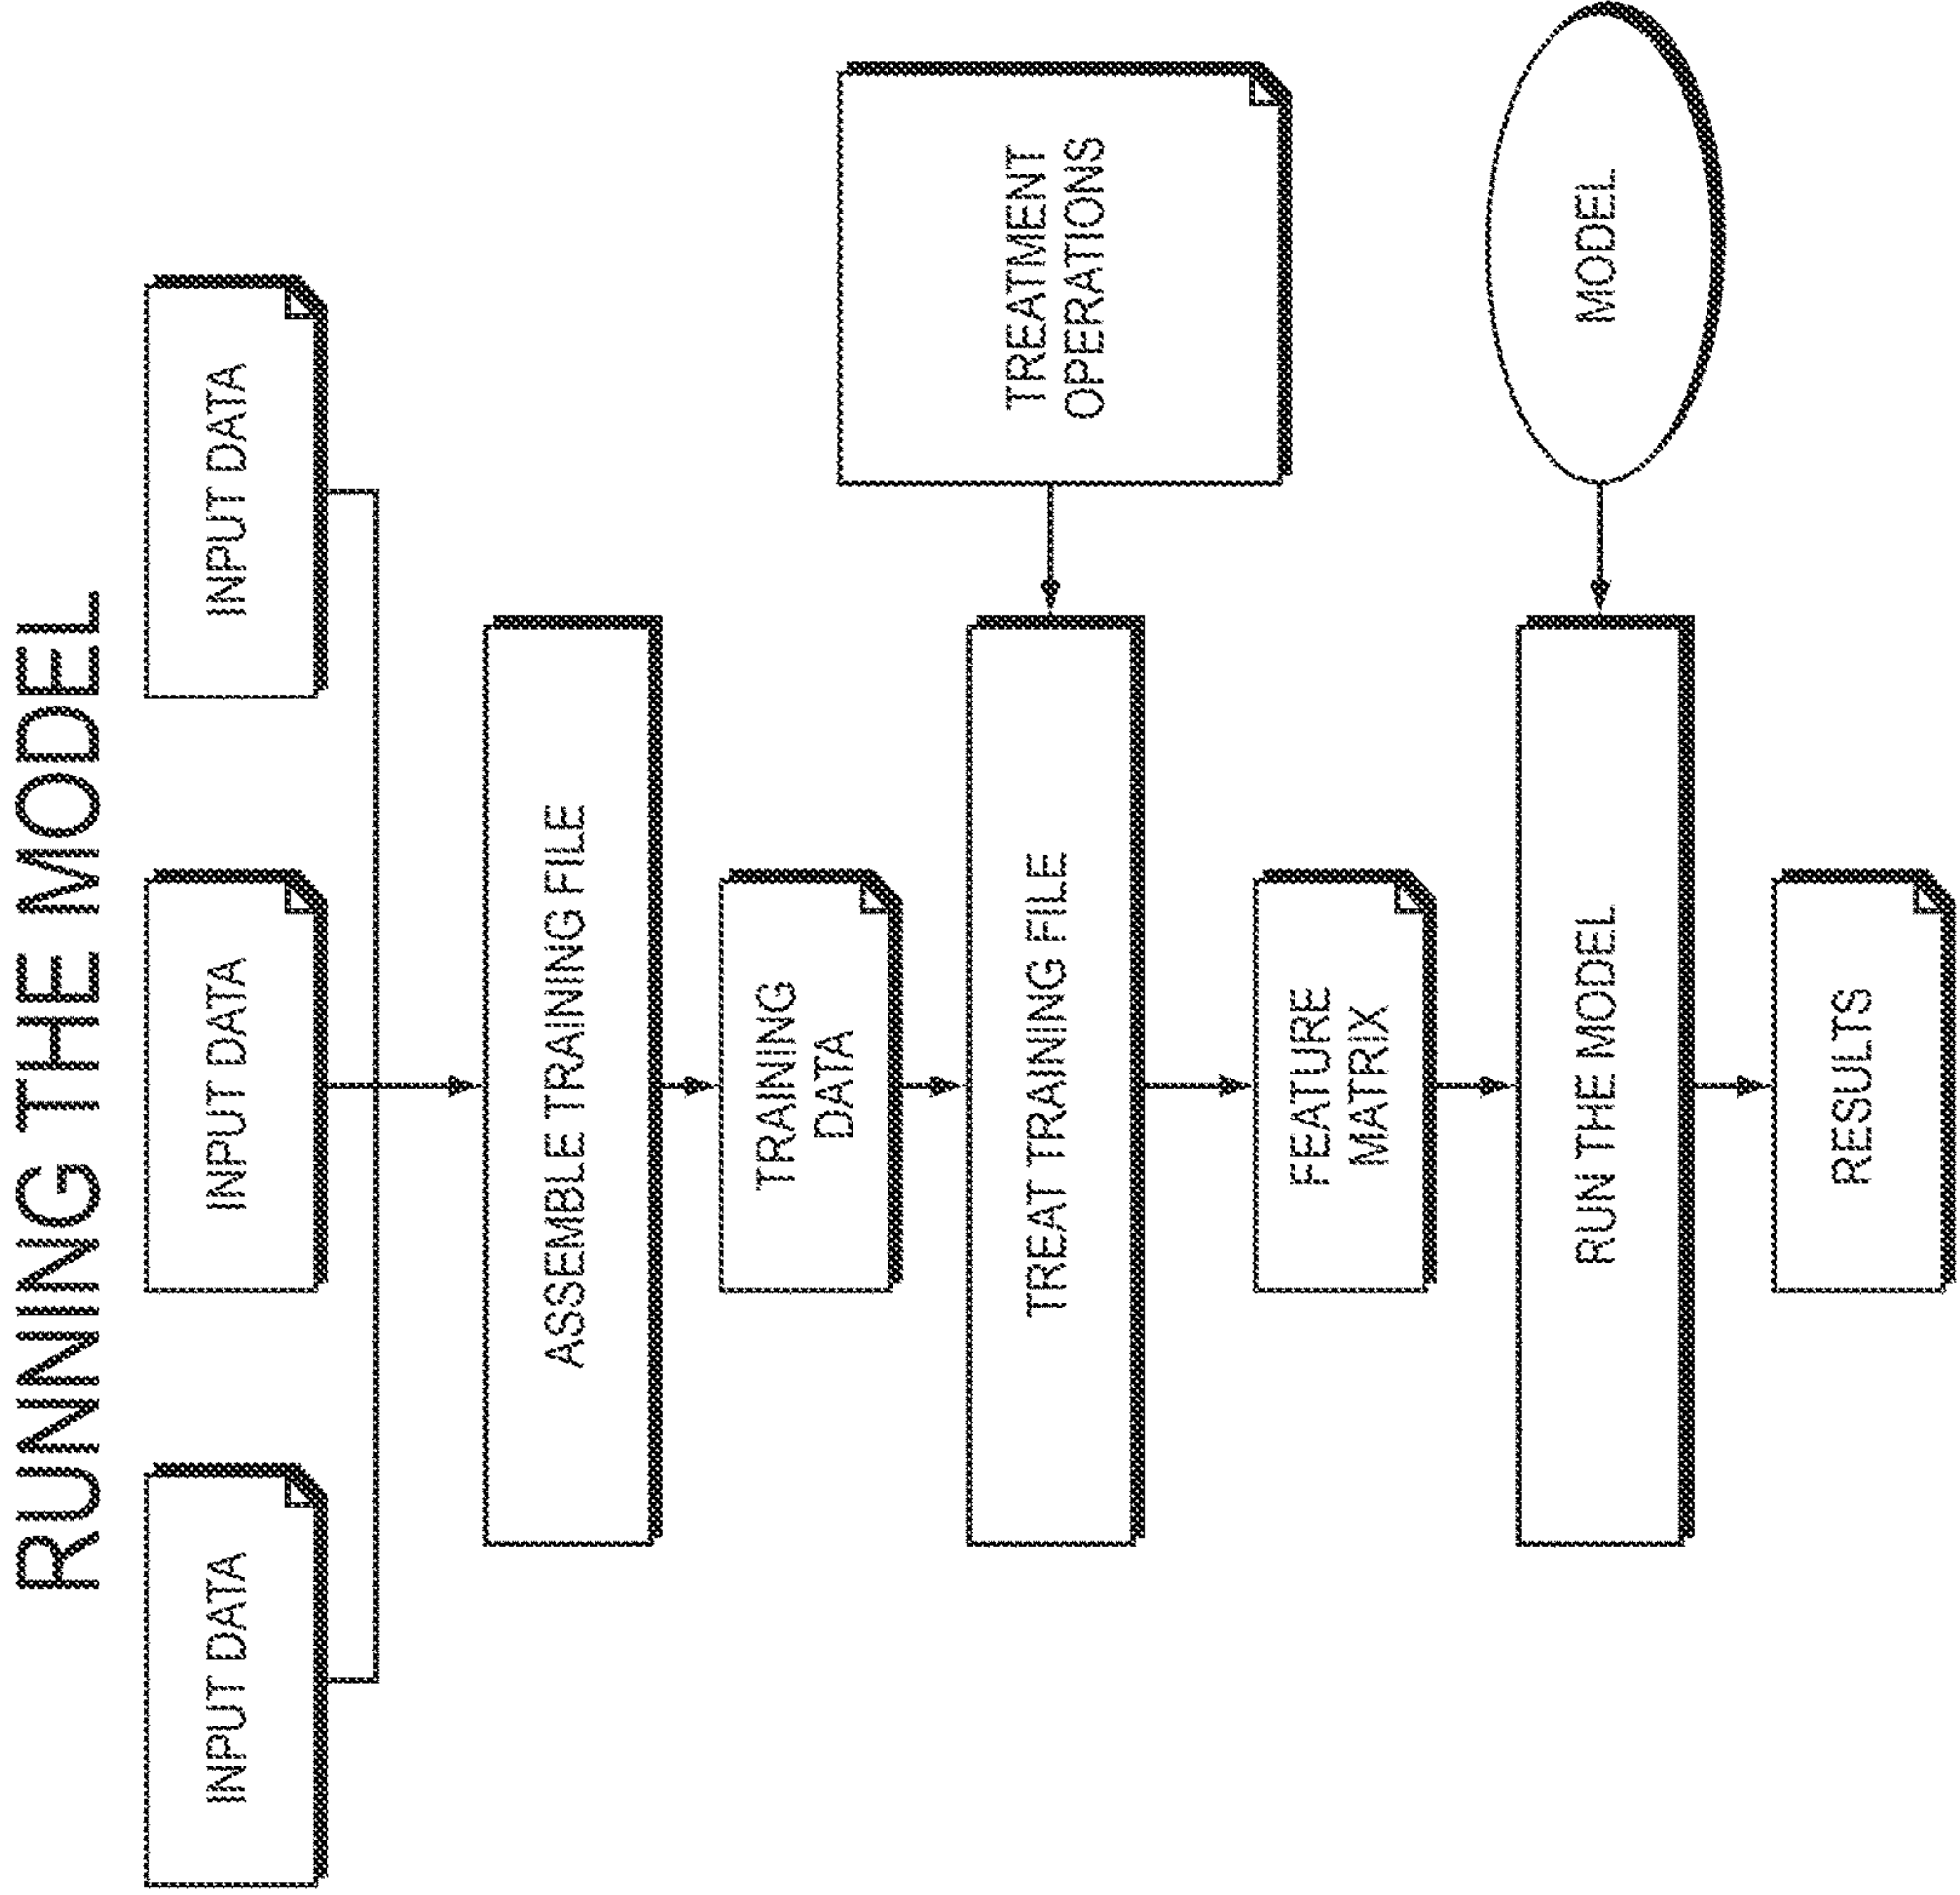 RUNNING THE MODEL
INPUT DATA
INPUT DATA
INPUT DATA
ASSEMBLE TRAINING FILE
TRAINING
DATA
TREAT TRAINING FILE
TREATMENT
OPERATIONS
FEATURE
MATRIX
RUN THE MODEL
MODEL
RESULTS